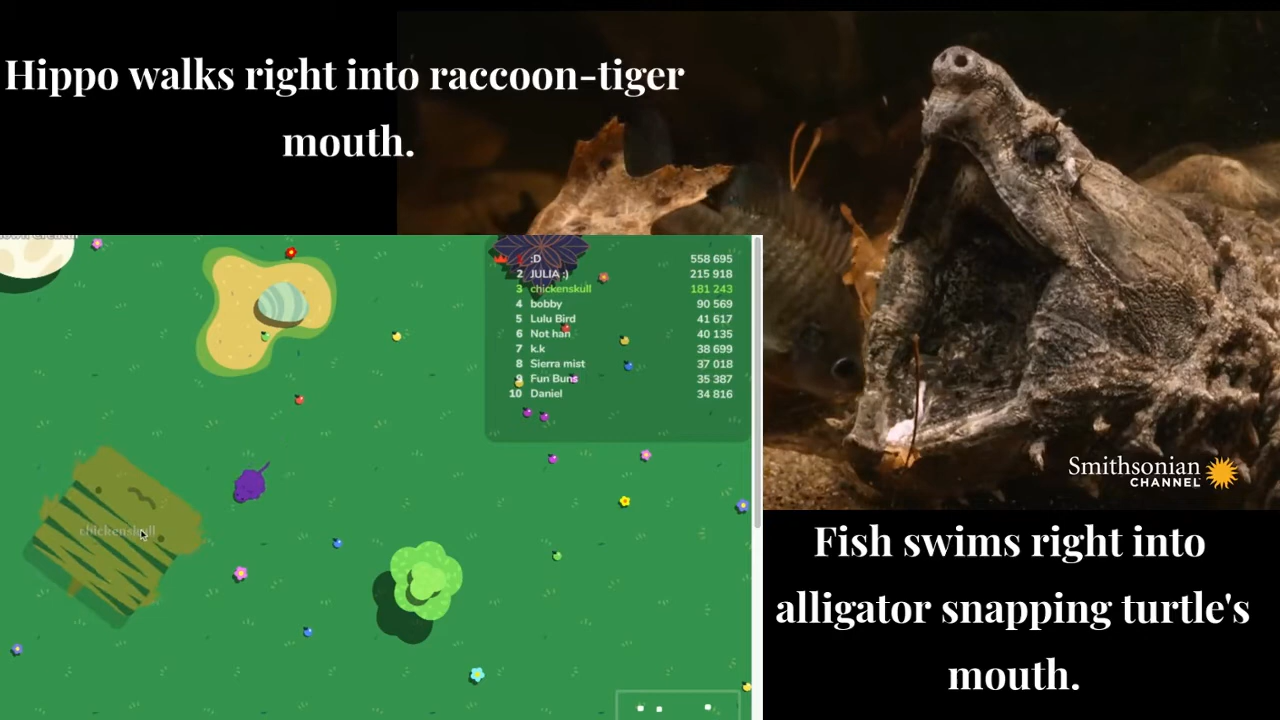 Hippo walks right into raccoon-tiger
mouth.
:D 558 695
2 JULIA :) 215 918
3 chickenskull 181 243
4 bobby 90 569
5 Lulu Bird 41 617
6 Not han 40 135
7 k.k 38 699
8 Sierra mist 37 018
9 Fun Buns 35 387
10 Daniel 34 816
chickenskull
Smithsonian
CHANNEL
Fish swims right into
alligator snapping turtle's
mouth.